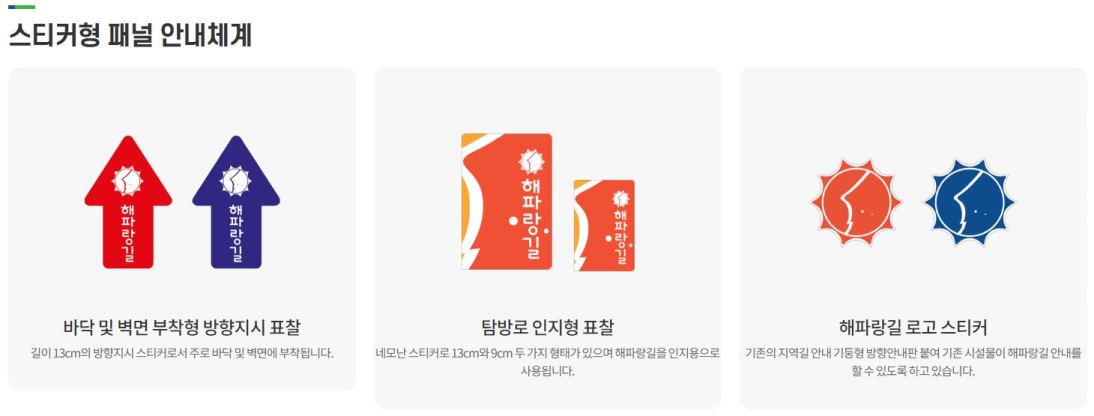 스티커형 패널 안내체계
해파랑길
해파랑길
해파랑길
해파랑길
바닥 및 벽면 부착형 방향지시 표찰
길이 13cm의 방향지시 스티커로서 주로 바닥 및 벽면에 부착됩니다.
탐방로 인지형 표찰
네모난 스티커로 13cm와 9cm 두 가지 형태가 있으며 해파랑길을 인지용으로
사용됩니다.
해파랑길 로고 스티커
기존의 지역길 안내 기둥형 방향안내판 붙여 기존 시설물이 해파랑길 안내를
할 수 있도록 하고 있습니다.